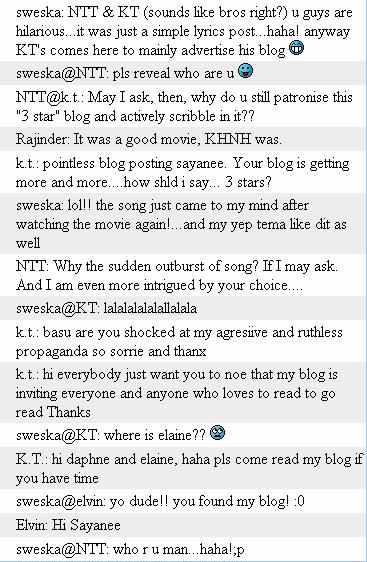 sweska: NTT & KT (sounds like bros right?) u guys are
hilarious...it was just a simple lyrics post...haha! anyway
KT's comes here to mainly advertise his blog
sweska@NTT: pls reveal who are u
NTT@k.t.: May I ask, then, why do u still patronise this
"3 star" blog and actively scribble in it??
Rajinder: It was a good movie, KHNH was.
k.t.: pointless blog posting sayanee. Your blog is getting
more and more....how shld i say... 3 stars?
sweska: lol!! the song just came to my mind after
watching the movie again!...and my yep tema like dit as
well
NTT: Why the sudden outburst of song? If I may ask.
And I am even more intrigued by your choice....
sweska@KT: lalalalalalallalala
k.t.: basu are you shocked at my agresiive and ruthless
propaganda so sorrie and thanx
k.t.: hi everybody just want you to noe that my blog is
inviting everyone and anyone who loves to read to go
read Thanks
sweska@KT: where is elaine??
K.T.: hi daphne and elaine, haha pls come read my blog if
you have time
sweska@elvin: yo dude!! you found my blog! :0
Elvin: Hi Sayanee
sweska@NTT: who r u man...haha!;p